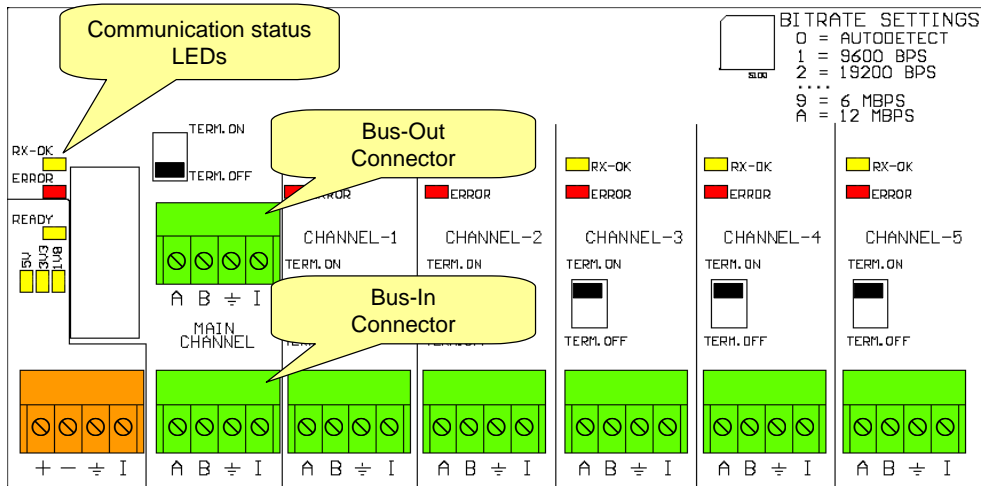 Communication status
LEDs
BITRATE SETTINGS
0 = AUTODETECT
1 = 9600 BPS
2 = 19200 BPS
....
9 = 6 MBPS
A = 12 MBPS
S100
TERM.ON
TERM.OFF
Bus-Out
Connector
RX-OK
ERROR
READY
5V
3V3
1V8
ERROR
ERROR
RX-OK
ERROR
RX-OK
ERROR
RX-OK
ERROR
CHANNEL-1
CHANNEL-2
CHANNEL-3
CHANNEL-4
CHANNEL-5
TERM.ON
TERM.ON
TERM.ON
TERM.ON
TERM.ON
A B ⏚ I
MAIN
CHANNEL
Bus-In
Connector
TERM.OFF
TERM.OFF
TERM.OFF
+ − ⏚ I
A B ⏚ I
A B ⏚ I
A B ⏚ I
A B ⏚ I
A B ⏚ I
A B ⏚ I